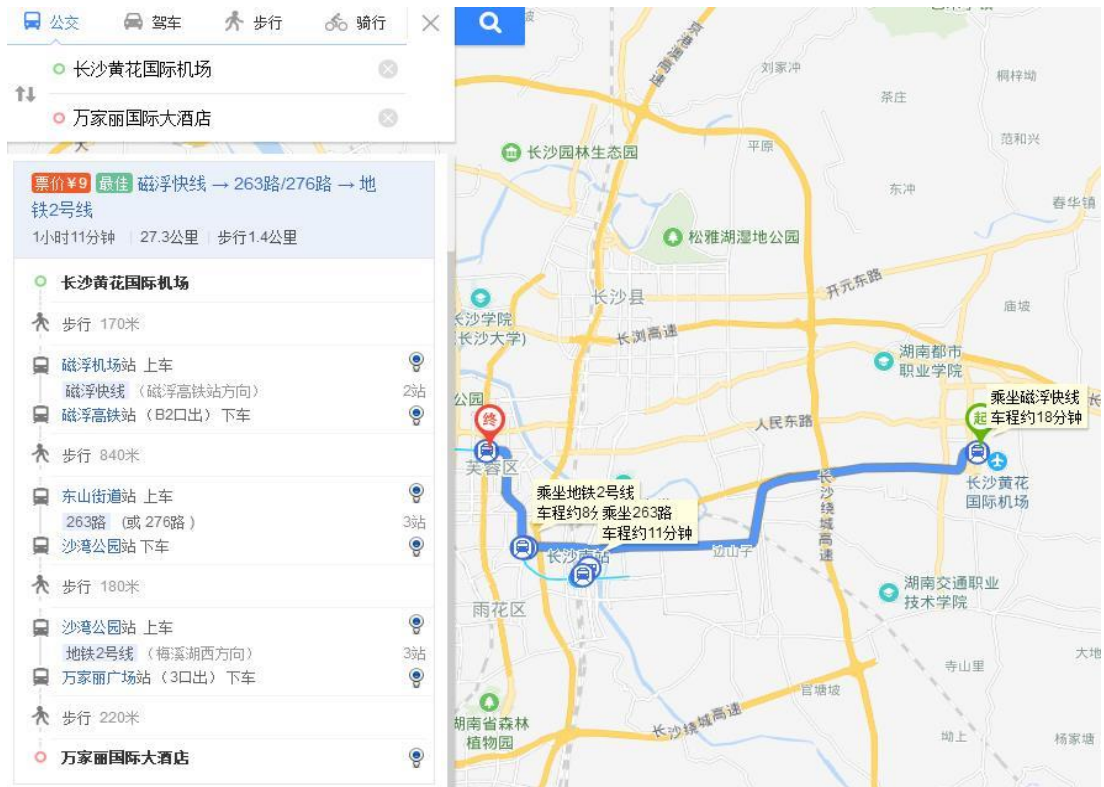 公交
驾车
步行
骑行
长沙黄花国际机场
万家丽国际大酒店
票价¥9 最佳 磁浮快线 → 263路/276路 → 地
铁2号线
1小时11分钟 27.3公里 步行1.4公里
长沙黄花国际机场
步行 170米
磁浮机场站 上车
磁浮快线 (磁浮高铁站方向) 2站
磁浮高铁站 (B2口出) 下车
步行 840米
东山街道站 上车
263路 (或 276路) 3站
沙湾公园站 下车
步行 180米
沙湾公园站 上车
地铁2号线 (梅溪湖西方向) 3站
万家丽广场站 (3口出) 下车
步行 220米
万家丽国际大酒店
京港澳高速
刘家冲
桐梓坳
茶庄
范和兴
平原
长沙园林生态园
东冲
春华镇
松雅湖湿地公园
开元东路
长沙县
庙坡
长沙学院
(长沙大学)
长浏高速
湖南都市
职业学院
公园
乘坐磁浮快线
车程约18分钟
起
终
人民东路
芙蓉区
长沙绕城高速
长沙黄花
国际机场
乘坐地铁2号线
车程约8分
乘坐263路
车程约11分钟
长沙南站
边山子
湖南交通职业
技术学院
雨花区
大地
寺山里
官塘坡
湖南省森林
植物园
长沙绕城高速
坳上
杨家塘